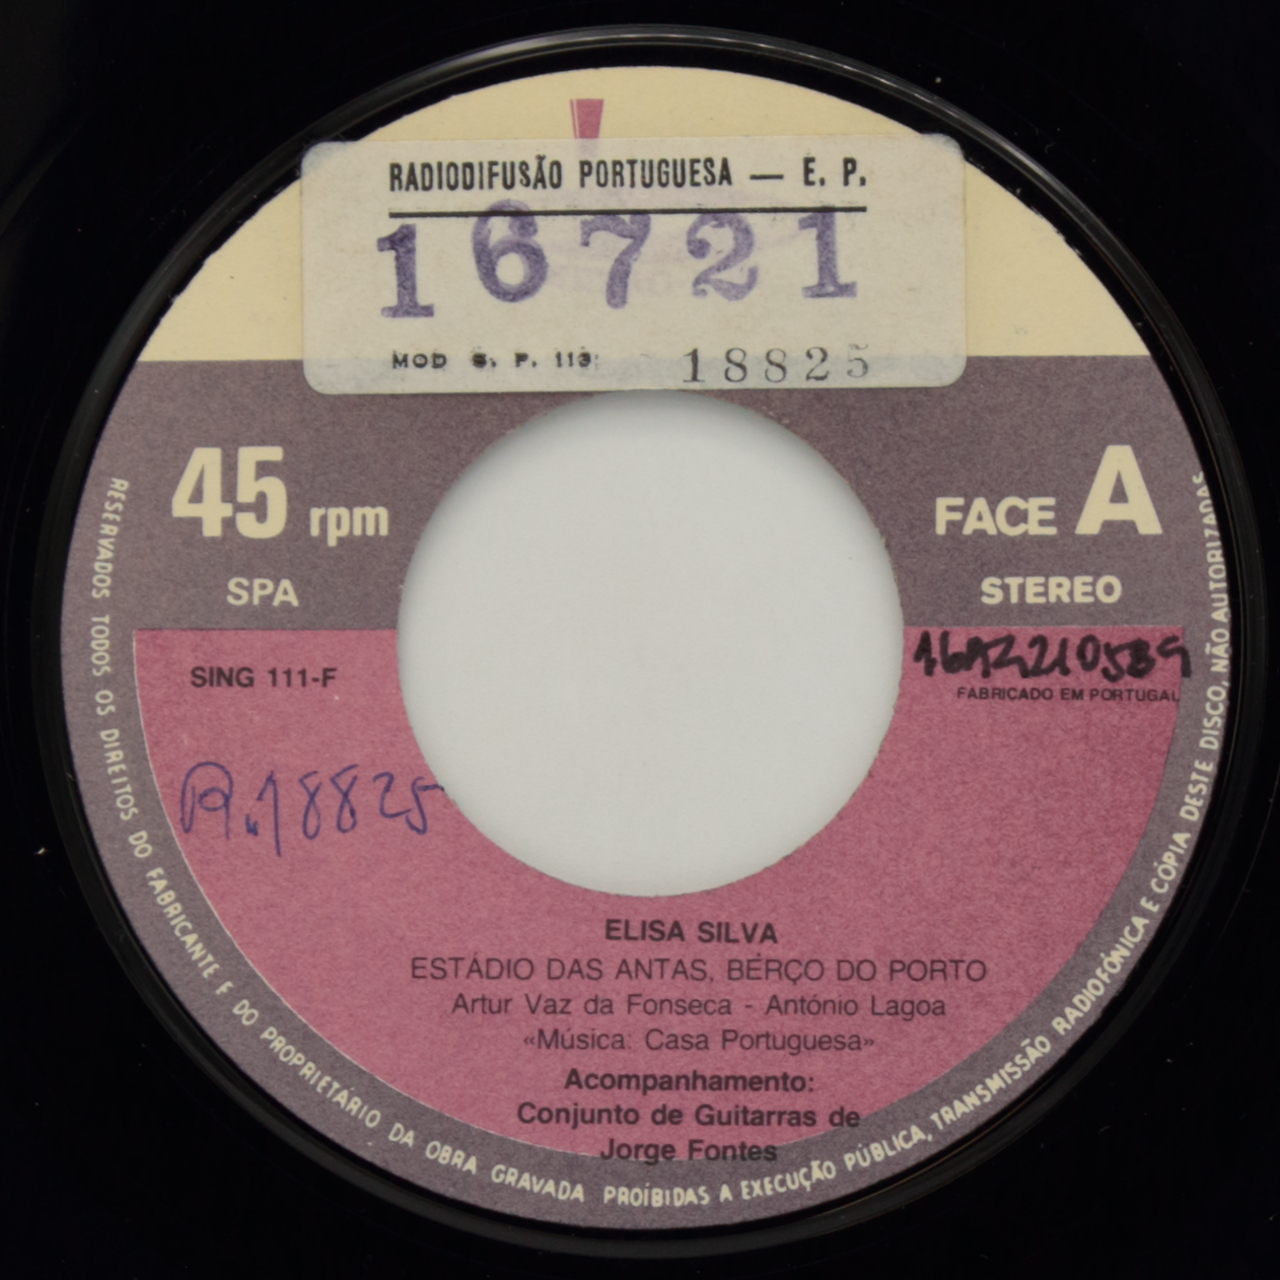 RADIODIFUSÃO PORTUGUESA — E. P.
16721
MOD S. P. 113
18825
45 rpm
FACE A
SPA
STEREO
SING 111-F
FABRICADO EM PORTUGAL
R.18825
ELISA SILVA
ESTÁDIO DAS ANTAS, BERÇO DO PORTO
Artur Vaz da Fonseca - António Lagoa
«Música: Casa Portuguesa»
Acompanhamento:
Conjunto de Guitarras de
Jorge Fontes
RESERVADOS TODOS OS DIREITOS DO FABRICANTE E DO PROPRIETÁRIO DA OBRA GRAVADA PROÍBIDAS A EXECUÇÃO PÚBLICA, TRANSMISSÃO RADIOFÓNICA E CÓPIA DESTE DISCO, NÃO AUTORIZADAS